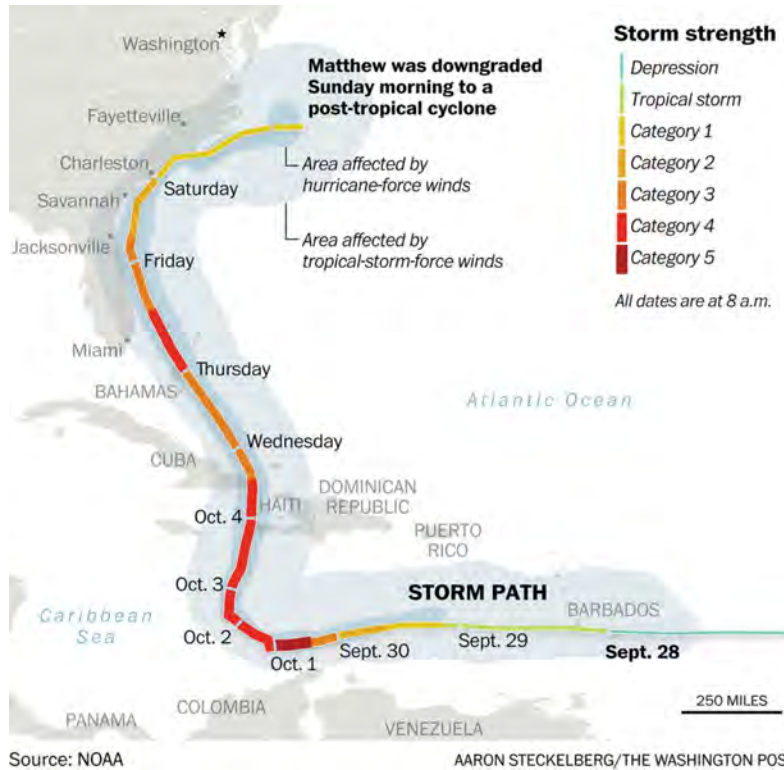 Washington
Matthew was downgraded
Sunday morning to a
post-tropical cyclone
Storm strength
Depression
Tropical storm
Category 1
Category 2
Category 3
Category 4
Category 5
All dates are at 8 a.m.
Fayetteville
Charleston
Saturday
Savannah
Area affected by
hurricane-force winds
Jacksonville
Friday
Area affected by
tropical-storm-force winds
Miami
Thursday
BAHAMAS
Atlantic Ocean
Wednesday
CUBA
HAITI
DOMINICAN
REPUBLIC
Oct. 4
PUERTO
RICO
Oct. 3
STORM PATH
Caribbean
Sea
BARBADOS
Oct. 2
Oct. 1
Sept. 30
Sept. 29
Sept. 28
250 MILES
PANAMA
COLOMBIA
VENEZUELA
Source: NOAA
AARON STECKELBERG/THE WASHINGTON POS